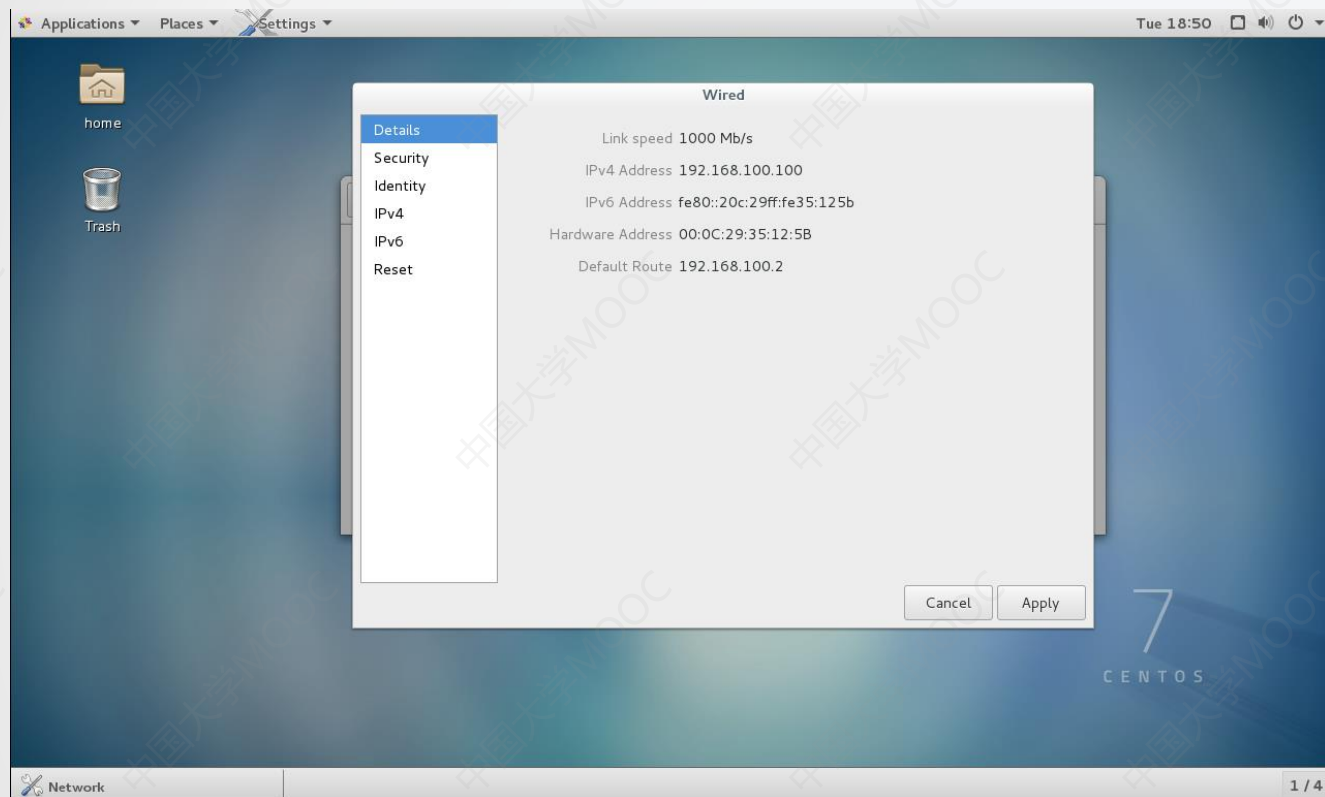 Applications Places Settings Tue 18:50
home
Trash
Wired
Details
Security
Identity
IPv4
IPv6
Reset
Link speed 1000 Mb/s
IPv4 Address 192.168.100.100
IPv6 Address fe80::20c:29ff:fe35:125b
Hardware Address 00:0C:29:35:12:5B
Default Route 192.168.100.2
Cancel Apply
7
CENTOS
Network 1 / 4
中国大学MOOC